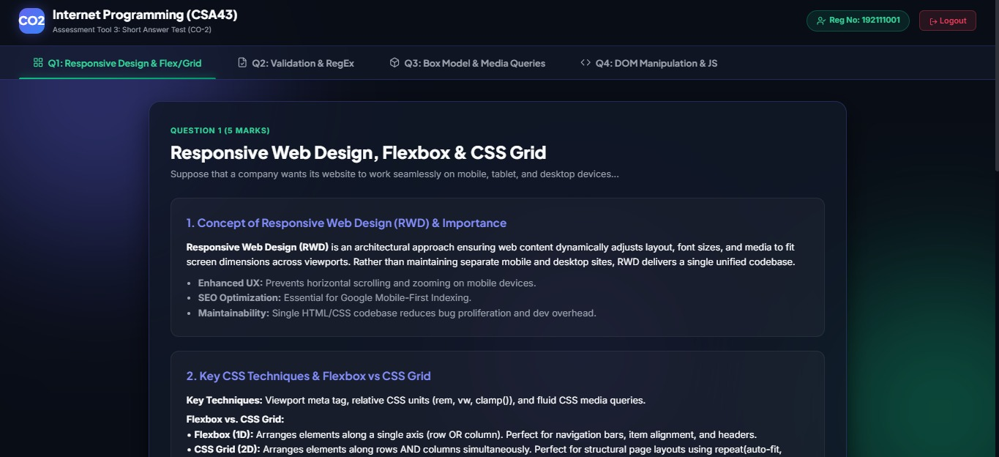 CO2
Internet Programming (CSA43)
Assessment Tool 3: Short Answer Test (CO-2)
Reg No: 192111001
Logout
Q1: Responsive Design & Flex/Grid
Q2: Validation & RegEx
Q3: Box Model & Media Queries
Q4: DOM Manipulation & JS
QUESTION 1 (5 MARKS)
Responsive Web Design, Flexbox & CSS Grid
Suppose that a company wants its website to work seamlessly on mobile, tablet, and desktop devices...
1. Concept of Responsive Web Design (RWD) & Importance
Responsive Web Design (RWD) is an architectural approach ensuring web content dynamically adjusts layout, font sizes, and media to fit
screen dimensions across viewports. Rather than maintaining separate mobile and desktop sites, RWD delivers a single unified codebase.
• Enhanced UX: Prevents horizontal scrolling and zooming on mobile devices.
• SEO Optimization: Essential for Google Mobile-First Indexing.
• Maintainability: Single HTML/CSS codebase reduces bug proliferation and dev overhead.
2. Key CSS Techniques & Flexbox vs CSS Grid
Key Techniques: Viewport meta tag, relative CSS units (rem, vw, clamp()), and fluid CSS media queries.
Flexbox vs. CSS Grid:
• Flexbox (1D): Arranges elements along a single axis (row OR column). Perfect for navigation bars, item alignment, and headers.
• CSS Grid (2D): Arranges elements along rows AND columns simultaneously. Perfect for structural page layouts using repeat(auto-fit,